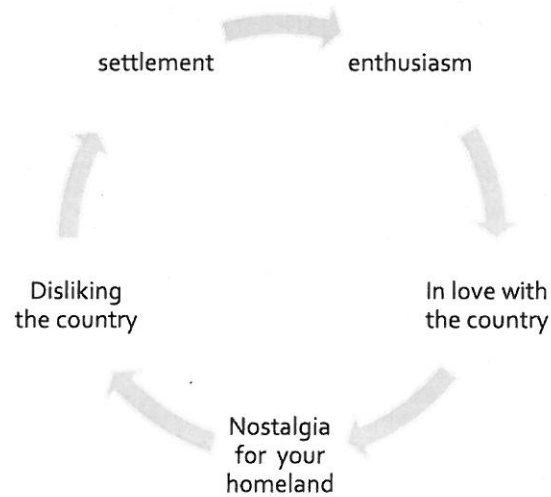 settlement
enthusiasm
In love with
the country
Nostalgia
for your
homeland
Disliking
the country